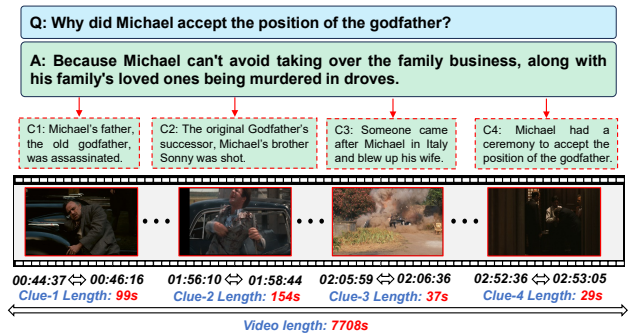 Q: Why did Michael accept the position of the godfather?
A: Because Michael can't avoid taking over the family business, along with
his family's loved ones being murdered in droves.
C1: Michael's father,
the old godfather,
was assassinated.
C2: The original Godfather's
successor, Michael's brother
Sonny was shot.
C3: Someone came
after Michael in Italy
and blew up his wife.
C4: Michael had a
ceremony to accept the
position of the godfather.
00:44:37 ⇔ 00:46:16
Clue-1 Length: 99s
01:56:10 ⇔ 01:58:44
Clue-2 Length: 154s
02:05:59 ⇔ 02:06:36
Clue-3 Length: 37s
02:52:36 ⇔ 02:53:05
Clue-4 Length: 29s
Video length: 7708s